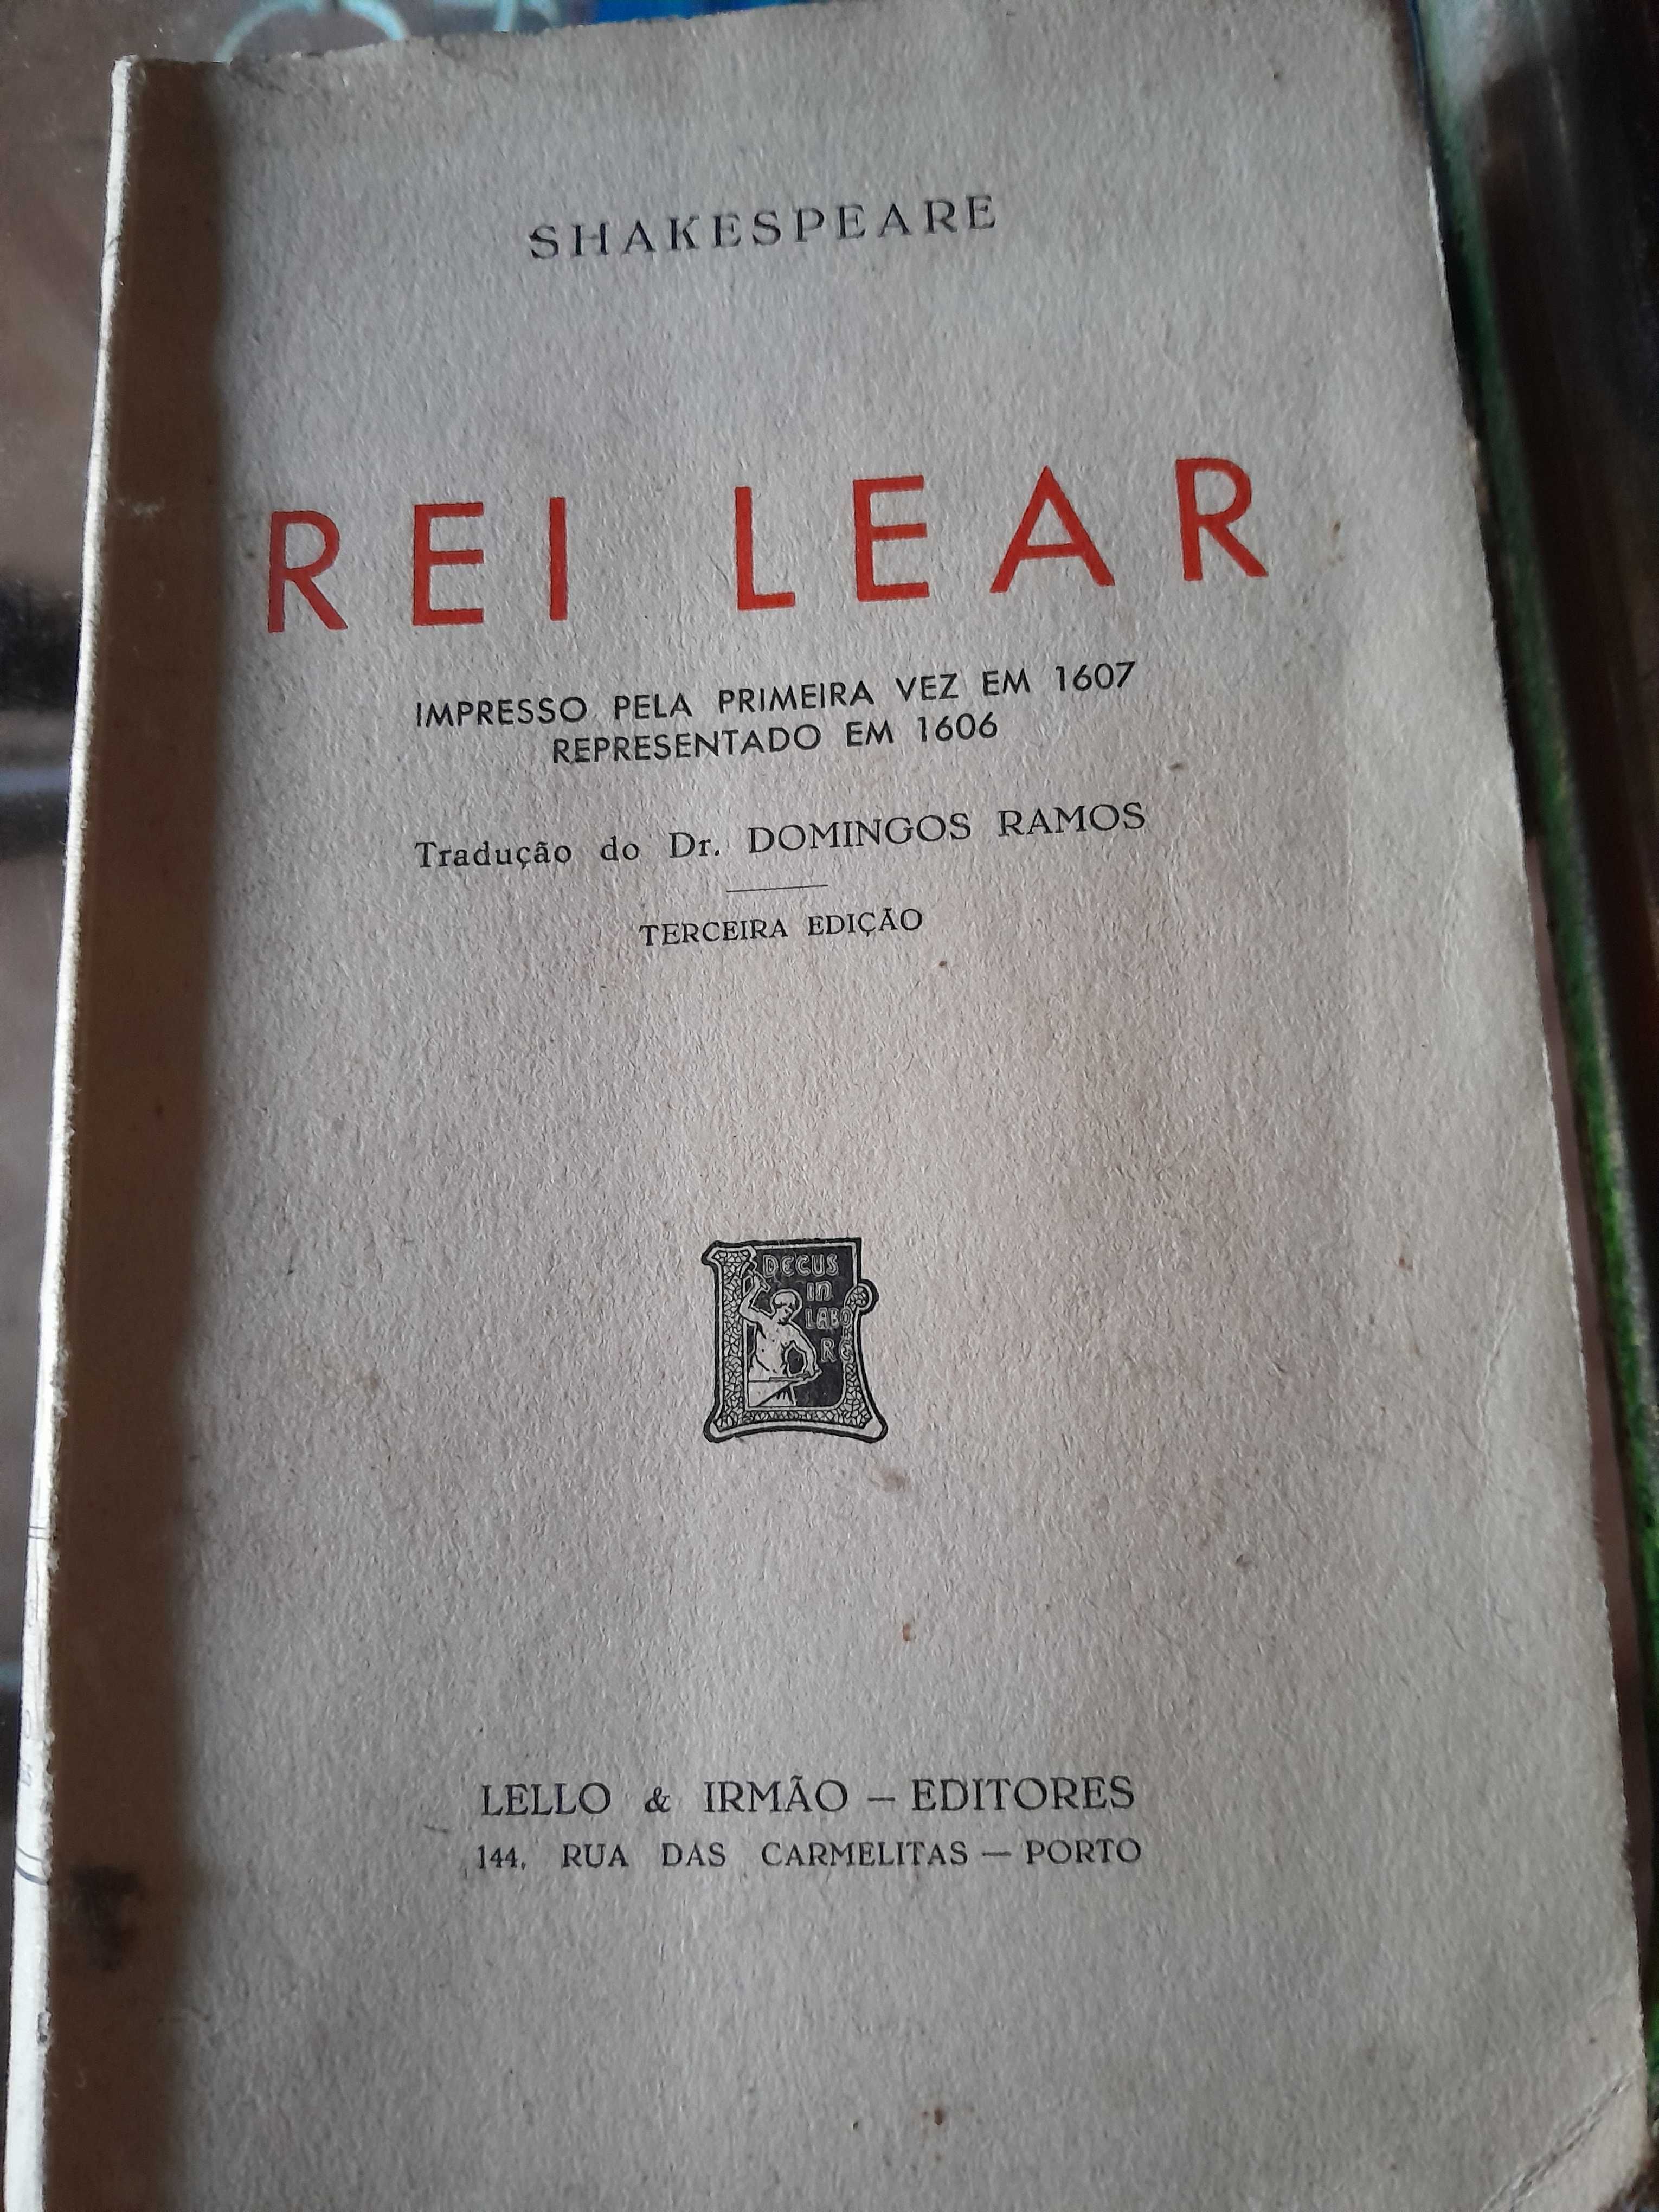 SHAKESPEARE
REI LEAR
IMPRESSO PELA PRIMEIRA VEZ EM 1607
REPRESENTADO EM 1606
Tradução do Dr. DOMINGOS RAMOS
TERCEIRA EDIÇÃO
DECUS
IN
LABO
RE
LELLO & IRMÃO — EDITORES
144, RUA DAS CARMELITAS — PORTO